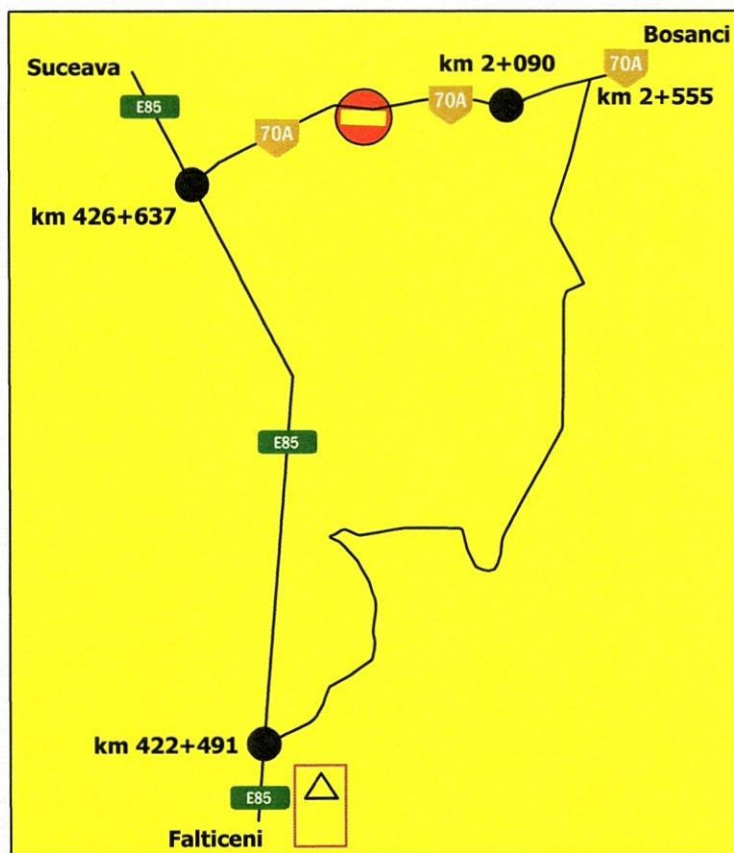 Bosanci
Suceava
km 2+090
70A
E85
70A
km 2+555
70A
km 426+637
E85
km 422+491
E85
Falticeni